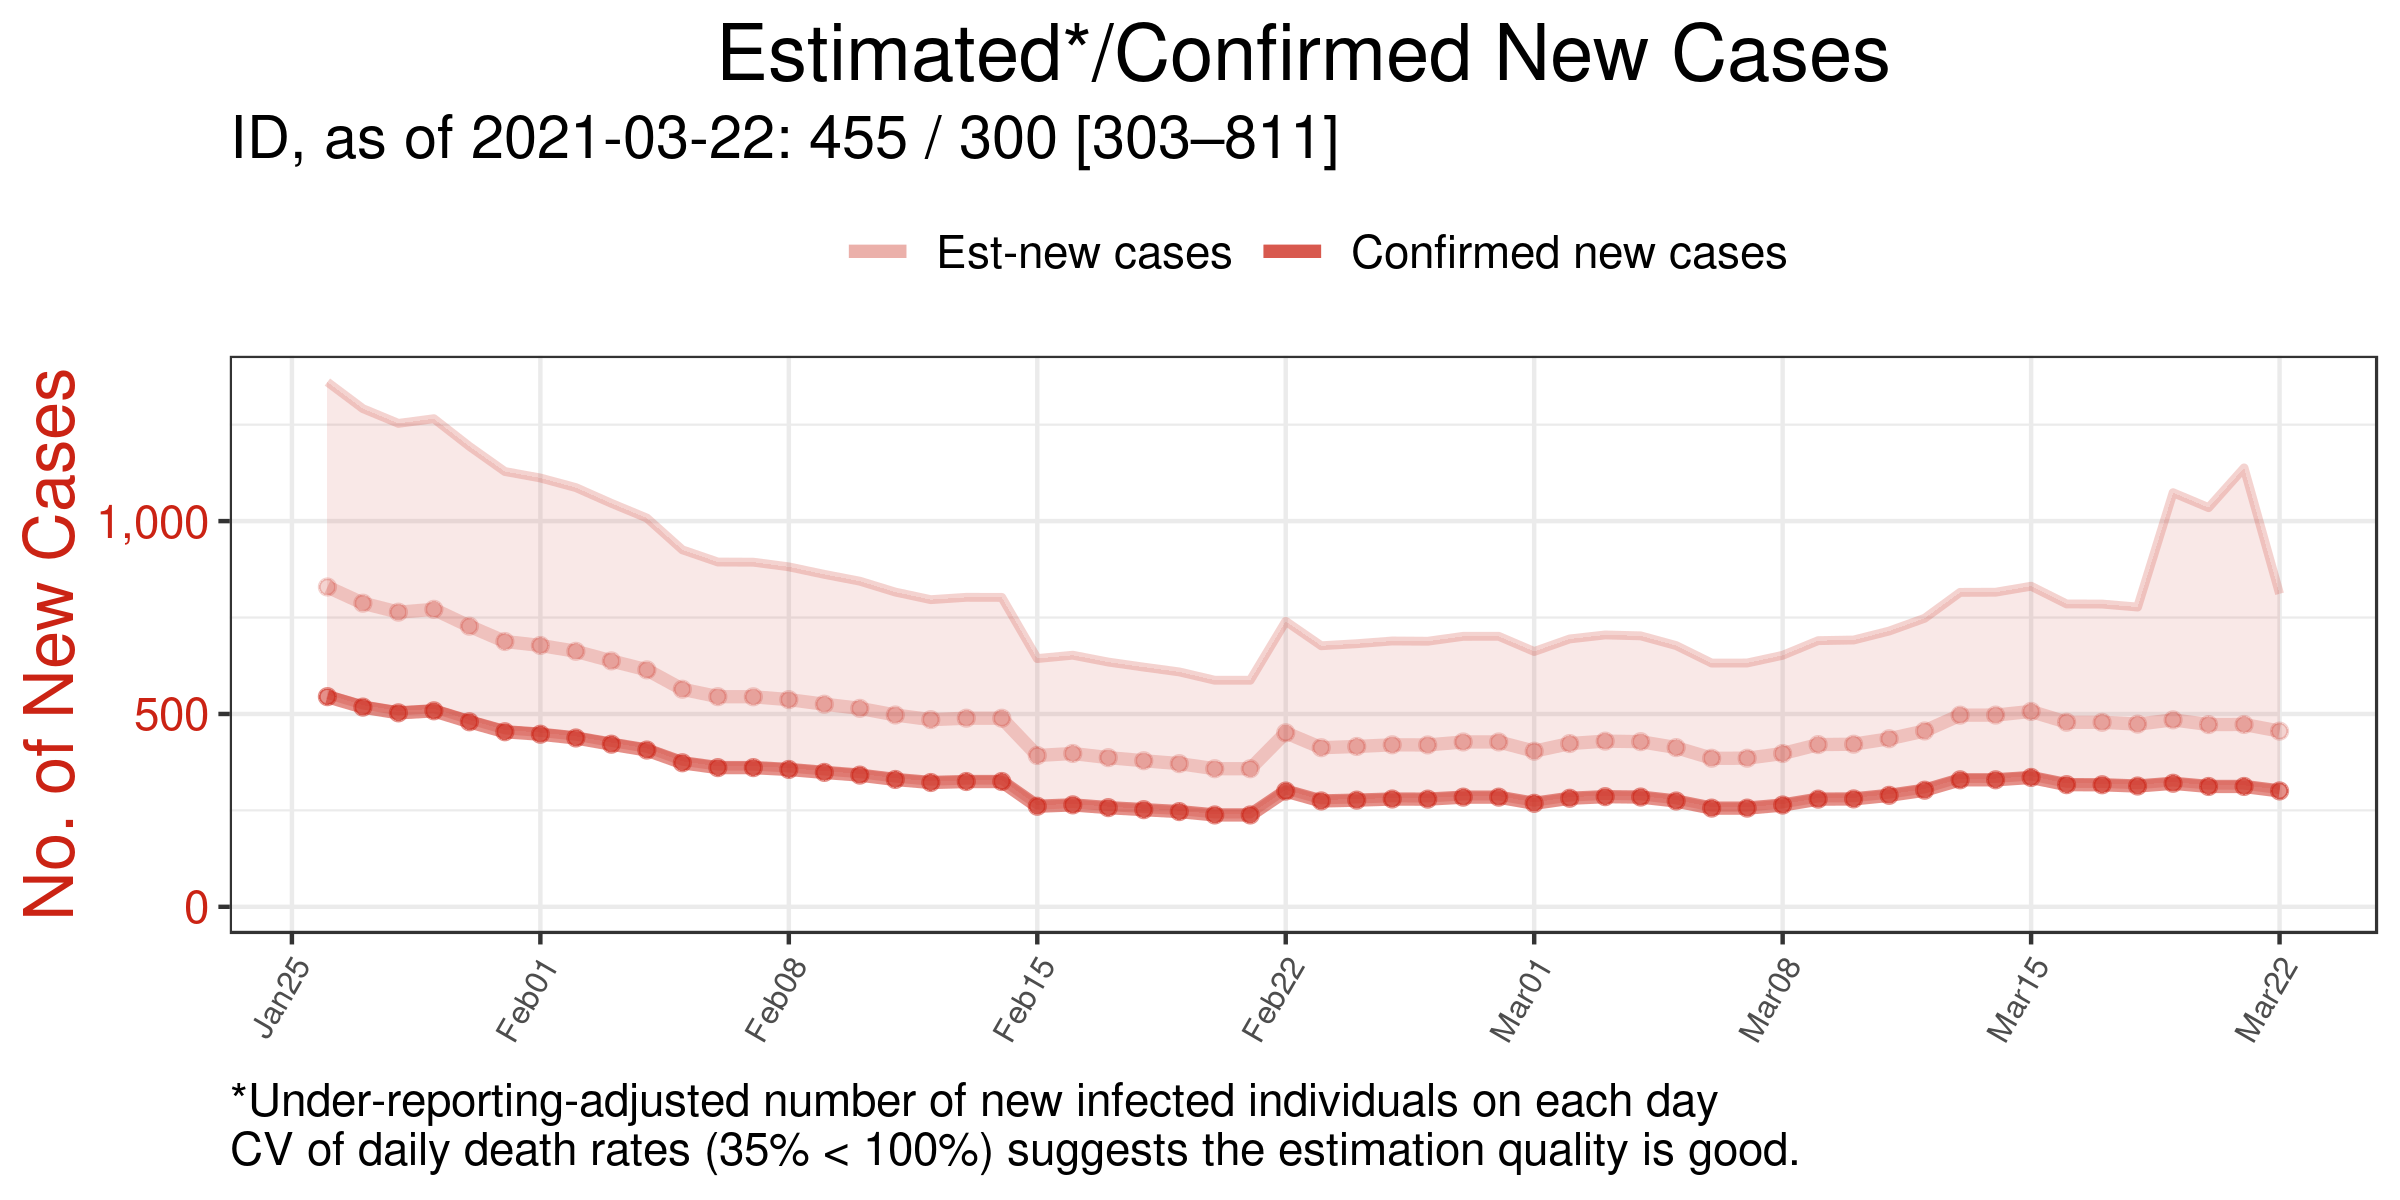 Estimated*/Confirmed New Cases
ID, as of 2021-03-22: 455 / 300 [303–811]
Est-new cases Confirmed new cases
No. of New Cases
1,000
500
0
Jan25 Feb01 Feb08 Feb15 Feb22 Mar01 Mar08 Mar15 Mar22
*Under-reporting-adjusted number of new infected individuals on each day
CV of daily death rates (35% < 100%) suggests the estimation quality is good.